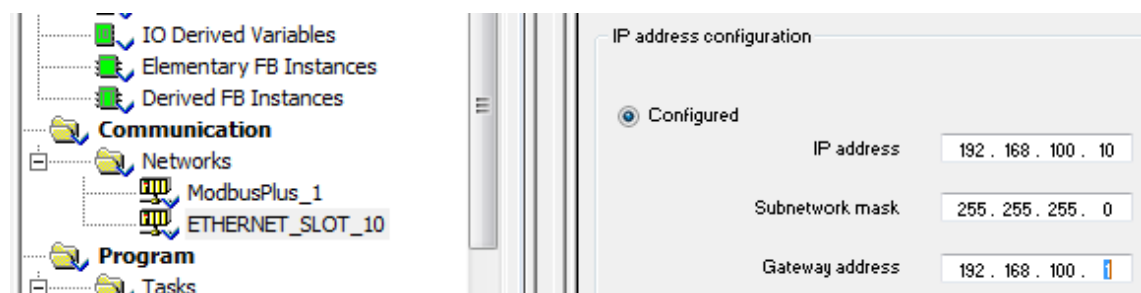 IO Derived Variables
Elementary FB Instances
Derived FB Instances
Communication
Networks
ModbusPlus_1
ETHERNET_SLOT_10
Program
Tasks
IP address configuration
Configured
IP address 192 . 168 . 100 . 10
Subnetwork mask 255 . 255 . 255 . 0
Gateway address 192 . 168 . 100 . 1